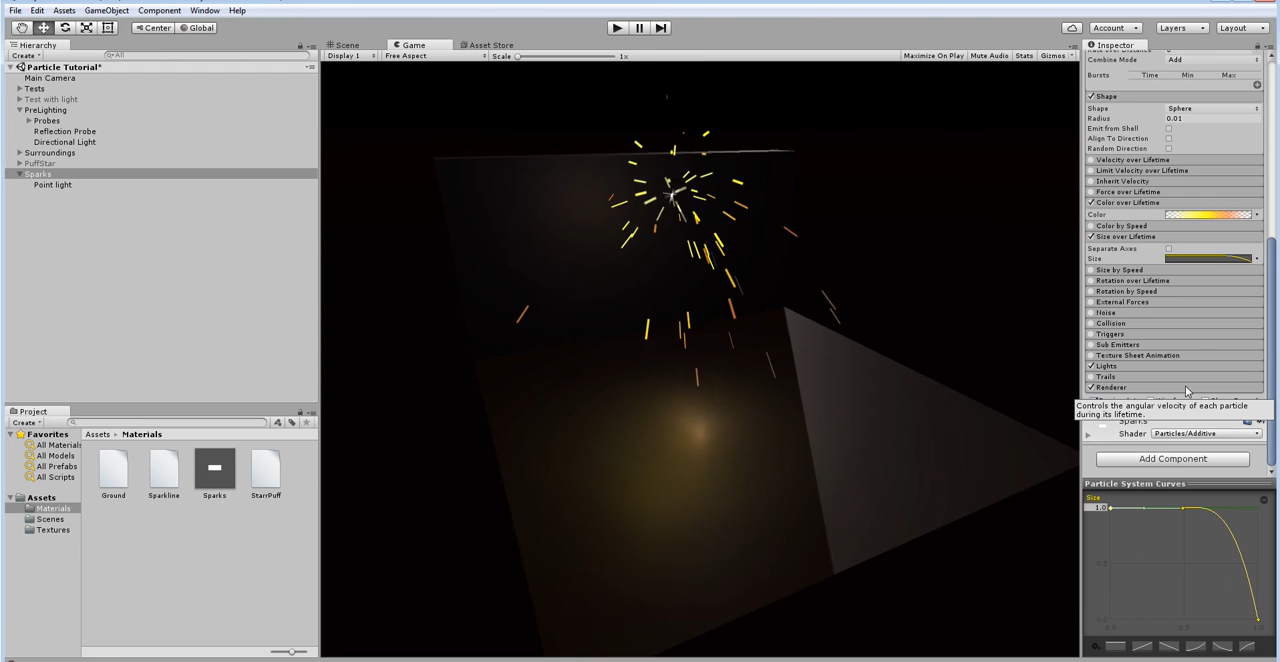 File Edit Assets GameObject Component Window Help
Center Global Account Layers Layout
Hierarchy
Create All
Particle Tutorial*
Main Camera
Tests
Test with light
PreLighting
Probes
Reflection Probe
Directional Light
Surroundings
PuffStar
Sparks
Point light
Scene Game Asset Store
Display 1 Free Aspect Scale 1x Maximize On Play Mute Audio Stats Gizmos
Project
Create
Favorites
All Materials
All Models
All Prefabs
All Scripts
Assets
Materials
Scenes
Textures
Assets Materials
Ground Sparkline Sparks StarrPuff
Inspector
Combine Mode Add
Bursts Time Min Max
Shape
Shape Sphere
Radius 0.01
Emit from Shell
Align To Direction
Random Direction
Velocity over Lifetime
Limit Velocity over Lifetime
Inherit Velocity
Force over Lifetime
Color over Lifetime
Color
Color by Speed
Size over Lifetime
Separate Axes
Size
Size by Speed
Rotation over Lifetime
Rotation by Speed
External Forces
Noise
Collision
Triggers
Sub Emitters
Texture Sheet Animation
Lights
Trails
Renderer
Controls the angular velocity of each particle
during its lifetime.
Shader Particles/Additive
Add Component
Particle System Curves
Size
1.0